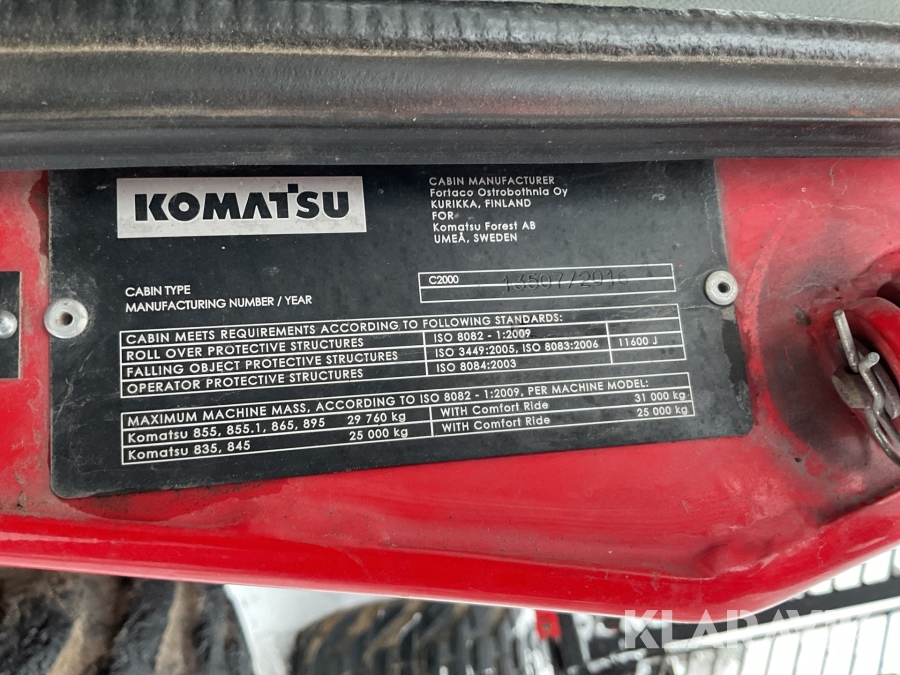 KOMATSU
CABIN MANUFACTURER
Fortaco Ostrobothnia Oy
KURIKKA, FINLAND
FOR
Komatsu Forest AB
UMEÅ, SWEDEN
CABIN TYPE C2000
MANUFACTURING NUMBER / YEAR 13507/2016
CABIN MEETS REQUIREMENTS ACCORDING TO FOLLOWING STANDARDS:
ROLL OVER PROTECTIVE STRUCTURES ISO 8082 - 1:2009
FALLING OBJECT PROTECTIVE STRUCTURES ISO 3449:2005, ISO 8083:2006 11600 J
OPERATOR PROTECTIVE STRUCTURES ISO 8084:2003
MAXIMUM MACHINE MASS, ACCORDING TO ISO 8082 - 1:2009, PER MACHINE MODEL:
Komatsu 855, 855.1, 865, 895 29 760 kg WITH Comfort Ride 31 000 kg
Komatsu 835, 845 25 000 kg WITH Comfort Ride 25 000 kg